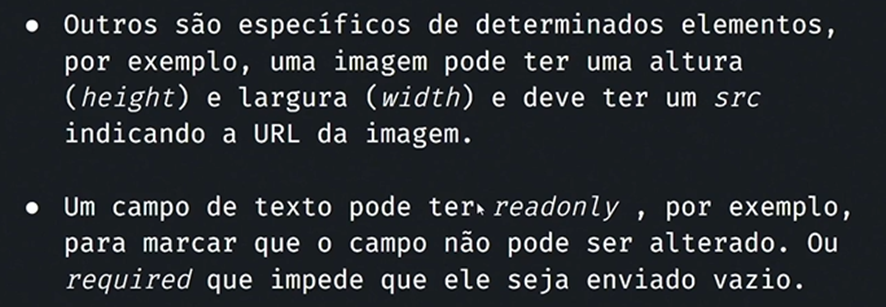 ● Outros são específicos de determinados elementos,
por exemplo, uma imagem pode ter uma altura
(height) e largura (width) e deve ter um src
indicando a URL da imagem.
● Um campo de texto pode ter readonly , por exemplo,
para marcar que o campo não pode ser alterado. Ou
required que impede que ele seja enviado vazio.